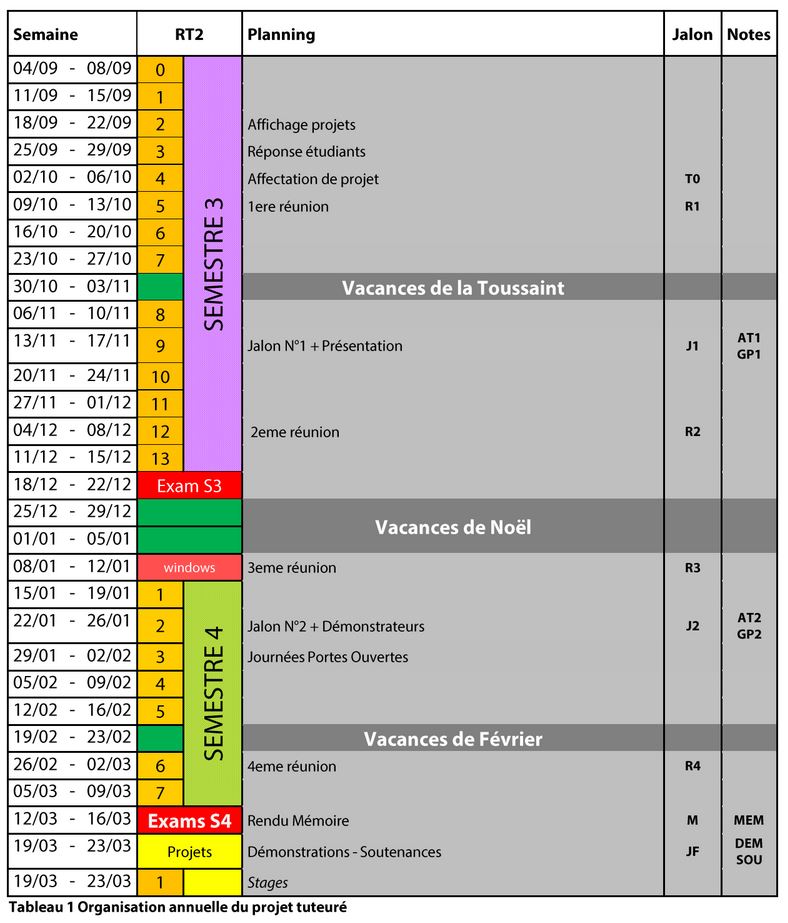 Semaine RT2 Planning Jalon Notes
04/09 - 08/09 0
11/09 - 15/09 1
18/09 - 22/09 2 Affichage projets
25/09 - 29/09 3 Réponse étudiants
02/10 - 06/10 4 Affectation de projet T0
09/10 - 13/10 5 1ere réunion R1
16/10 - 20/10 6
23/10 - 27/10 7
SEMESTRE 3
30/10 - 03/11 Vacances de la Toussaint
06/11 - 10/11 8
13/11 - 17/11 9 Jalon N°1 + Présentation J1 AT1
GP1
20/11 - 24/11 10
27/11 - 01/12 11
04/12 - 08/12 12 2eme réunion R2
11/12 - 15/12 13
18/12 - 22/12 Exam S3
25/12 - 29/12
Vacances de Noël
01/01 - 05/01
08/01 - 12/01 windows 3eme réunion R3
15/01 - 19/01 1
22/01 - 26/01 2 Jalon N°2 + Démonstrateurs J2 AT2
GP2
29/01 - 02/02 3 Journées Portes Ouvertes
SEMESTRE 4
05/02 - 09/02 4
12/02 - 16/02 5
19/02 - 23/02 Vacances de Février
26/02 - 02/03 6 4eme réunion R4
05/03 - 09/03 7
12/03 - 16/03 Exams S4 Rendu Mémoire M MEM
19/03 - 23/03 Projets Démonstrations - Soutenances JF DEM
SOU
19/03 - 23/03 1 Stages
Tableau 1 Organisation annuelle du projet tuteuré